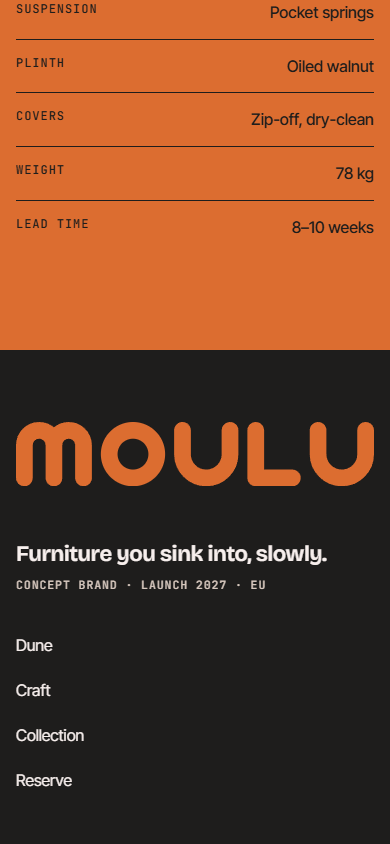 SUSPENSION Pocket springs
PLINTH Oiled walnut
COVERS Zip-off, dry-clean
WEIGHT 78 kg
LEAD TIME 8–10 weeks
MOULU
Furniture you sink into, slowly.
CONCEPT BRAND · LAUNCH 2027 · EU
Dune
Craft
Collection
Reserve